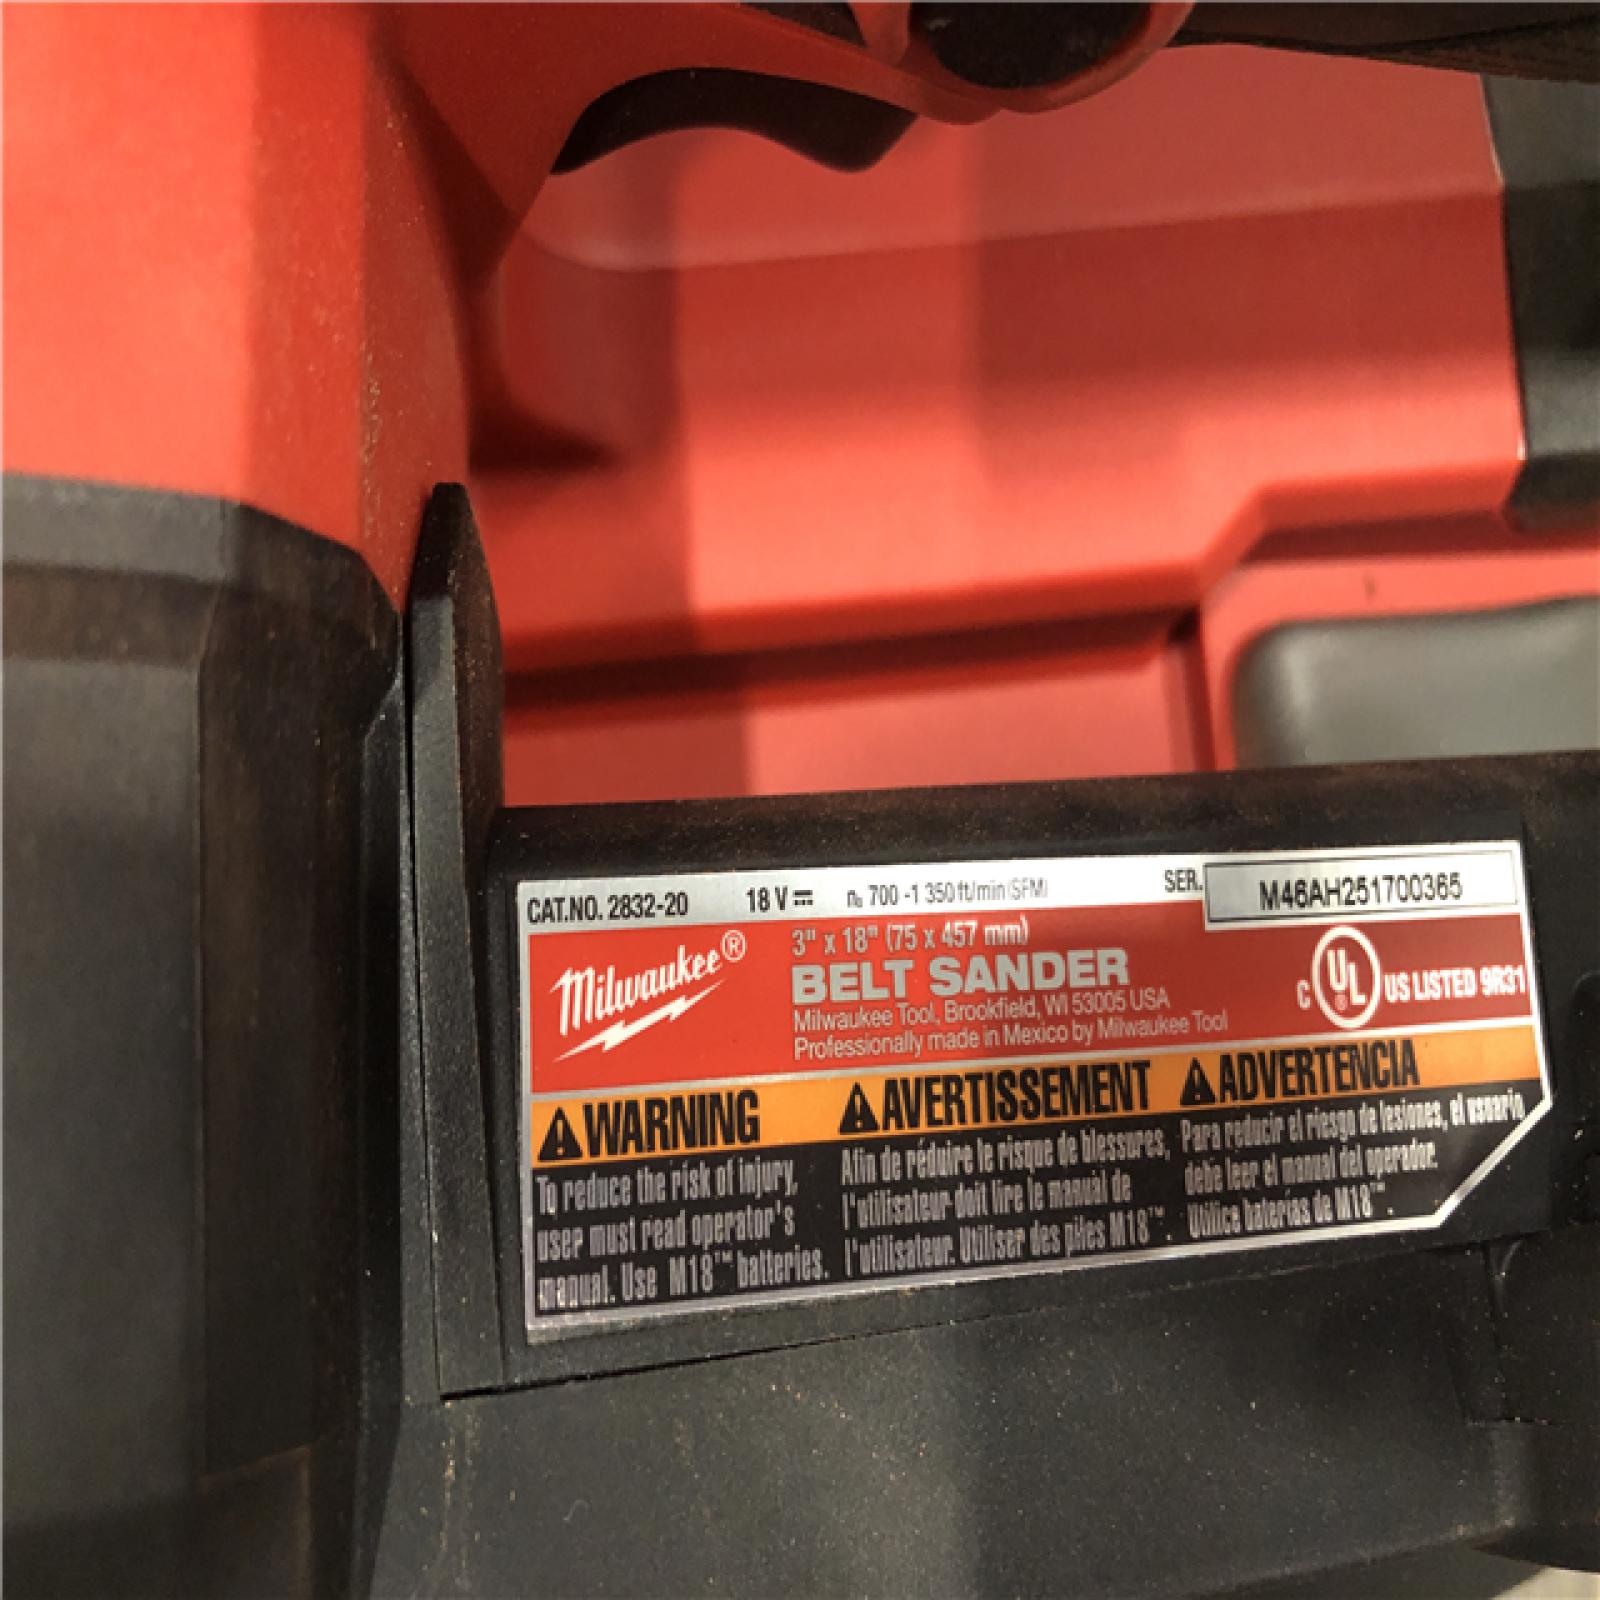 CAT.NO. 2832-20 18 V n₀ 700 -1 350 ft/min (SFM) SER. M46AH251700365
Milwaukee®
3" x 18" (75 x 457 mm)
BELT SANDER
Milwaukee Tool, Brookfield, WI 53005 USA
Professionally made in Mexico by Milwaukee Tool
C UL® US LISTED 9R31
WARNING
To reduce the risk of injury,
user must read operator's
manual. Use M18™ batteries.
AVERTISSEMENT
Afin de réduire le risque de blessures,
l'utilisateur doit lire le manual de
l'utilisateur. Utiliser des piles M18™.
ADVERTENCIA
Para reducir el riesgo de lesiones, el usuario
debe leer el manual del operador.
Utilice baterías de M18™.